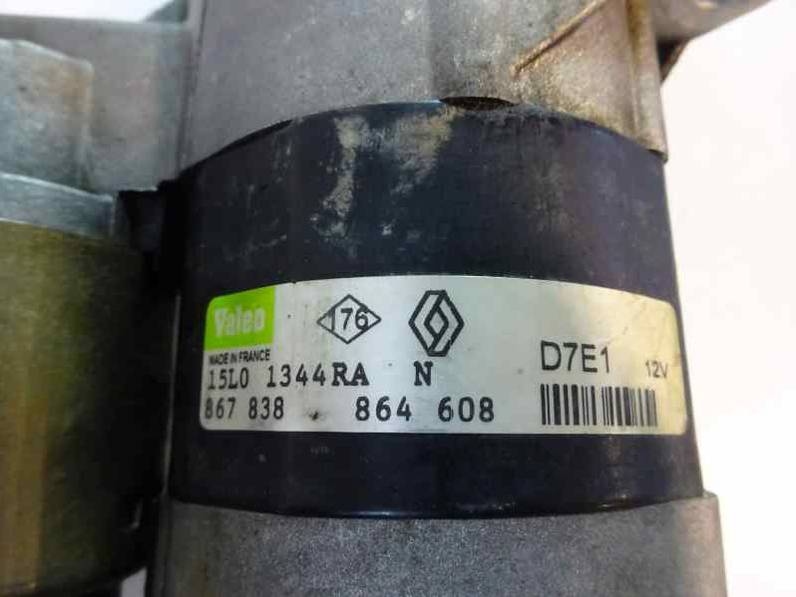 Valeo
176
MADE IN FRANCE
D7E1 12V
15L0 1344RA N
867 838 864 608